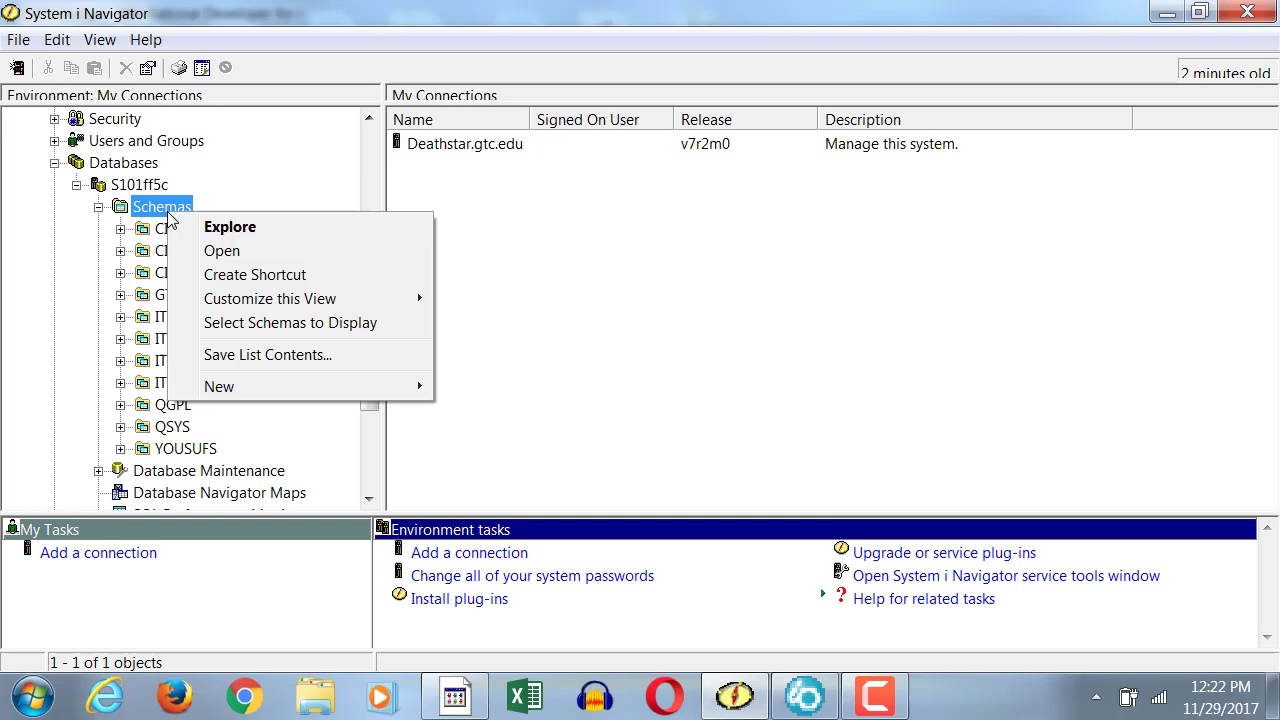 System i Navigator
File Edit View Help
2 minutes old
Environment: My Connections
My Connections
Security
Users and Groups
Databases
S101ff5c
Schemas
QGPL
QSYS
YOUSUFS
Database Maintenance
Database Navigator Maps
Explore
Open
Create Shortcut
Customize this View
Select Schemas to Display
Save List Contents...
New
Name Signed On User Release Description
Deathstar.gtc.edu v7r2m0 Manage this system.
My Tasks
Add a connection
Environment tasks
Add a connection
Change all of your system passwords
Install plug-ins
Upgrade or service plug-ins
Open System i Navigator service tools window
Help for related tasks
1 - 1 of 1 objects
12:22 PM
11/29/2017